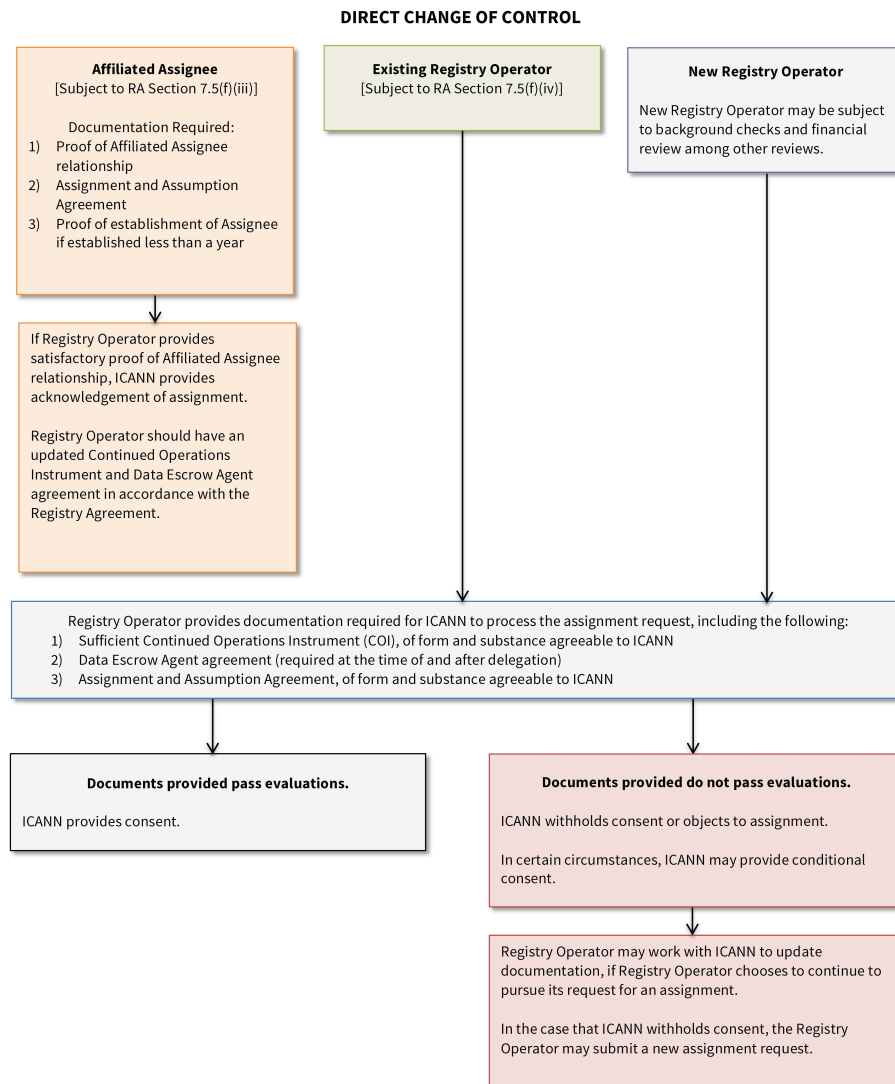 DIRECT CHANGE OF CONTROL
Affiliated Assignee
[Subject to RA Section 7.5(f)(iii)]
Documentation Required:
1) Proof of Affiliated Assignee
relationship
2) Assignment and Assumption
Agreement
3) Proof of establishment of Assignee
if established less than a year
Existing Registry Operator
[Subject to RA Section 7.5(f)(iv)]
New Registry Operator
New Registry Operator may be subject
to background checks and financial
review among other reviews.
If Registry Operator provides
satisfactory proof of Affiliated Assignee
relationship, ICANN provides
acknowledgement of assignment.
Registry Operator should have an
updated Continued Operations
Instrument and Data Escrow Agent
agreement in accordance with the
Registry Agreement.
Registry Operator provides documentation required for ICANN to process the assignment request, including the following:
1) Sufficient Continued Operations Instrument (COI), of form and substance agreeable to ICANN
2) Data Escrow Agent agreement (required at the time of and after delegation)
3) Assignment and Assumption Agreement, of form and substance agreeable to ICANN
Documents provided pass evaluations.
ICANN provides consent.
Documents provided do not pass evaluations.
ICANN withholds consent or objects to assignment.
In certain circumstances, ICANN may provide conditional
consent.
Registry Operator may work with ICANN to update
documentation, if Registry Operator chooses to continue to
pursue its request for an assignment.
In the case that ICANN withholds consent, the Registry
Operator may submit a new assignment request.